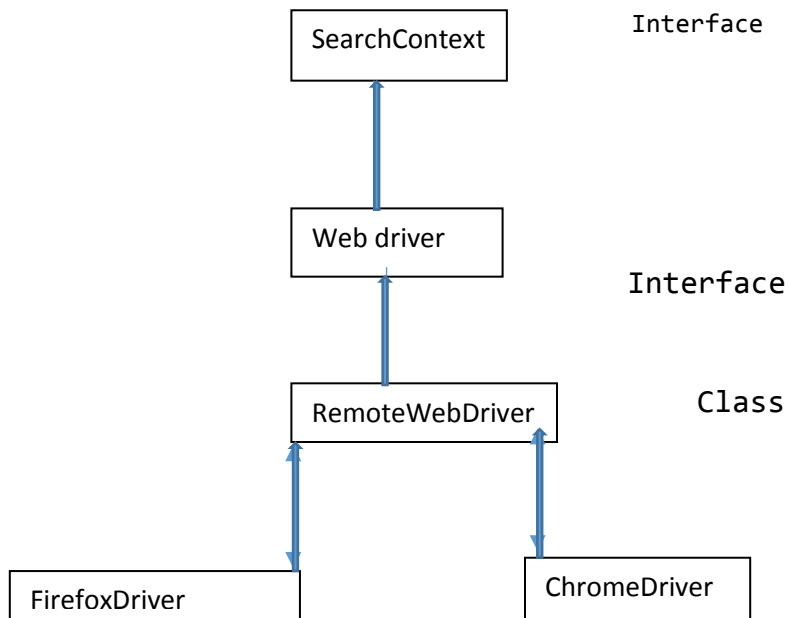 SearchContext
Interface
Web driver
Interface
RemoteWebDriver
Class
FirefoxDriver
ChromeDriver